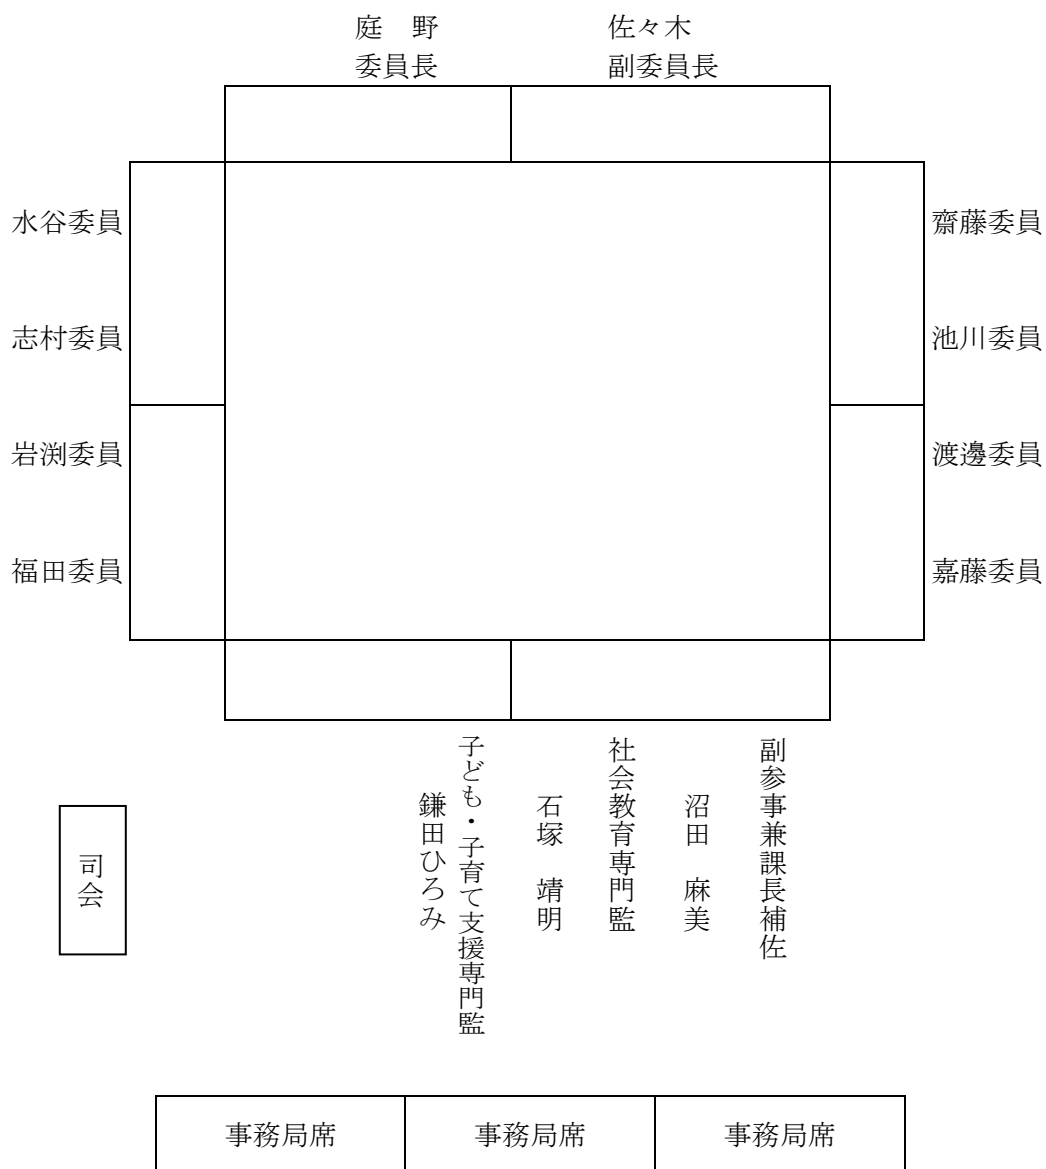 庭　野
委員長
佐々木
副委員長
水谷委員
志村委員
岩渕委員
福田委員
齋藤委員
池川委員
渡邊委員
嘉藤委員
副参事兼課長補佐
沼田　麻美
社会教育専門監
石塚　靖明
子ども・子育て支援専門監
鎌田ひろみ
司会
事務局席
事務局席
事務局席